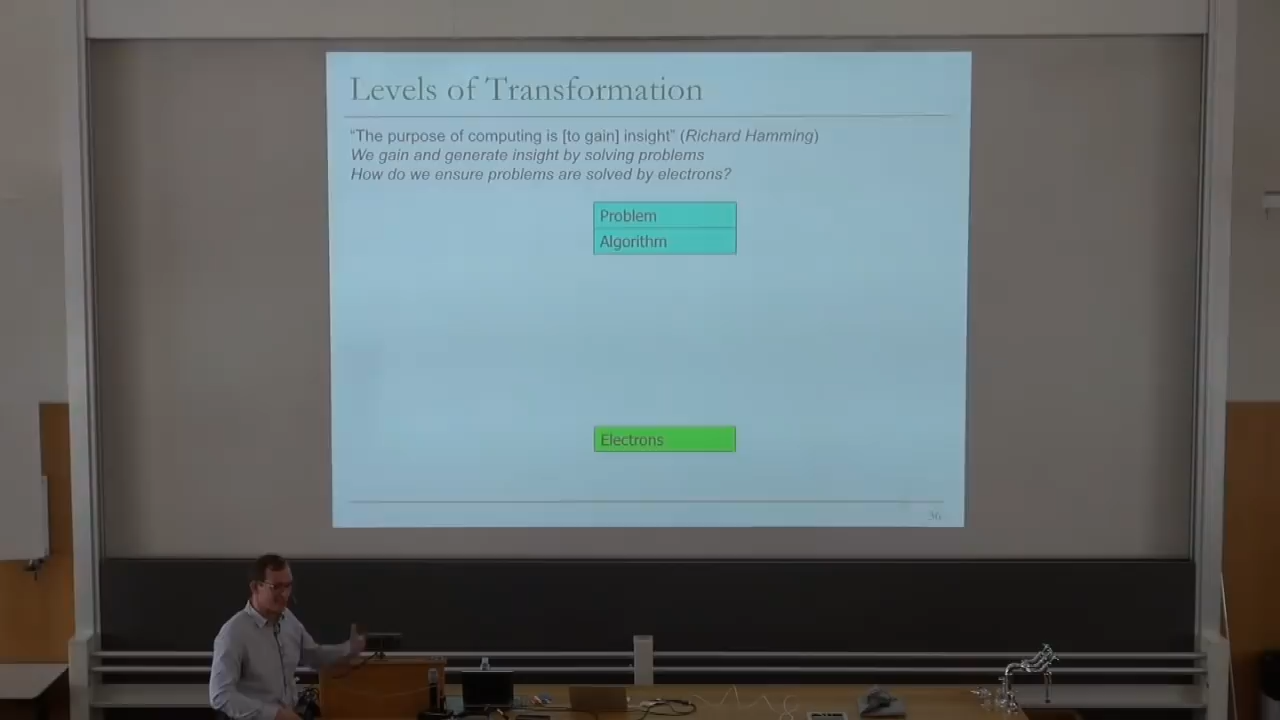 Levels of Transformation
“The purpose of computing is [to gain] insight” (Richard Hamming)
We gain and generate insight by solving problems
How do we ensure problems are solved by electrons?
Problem
Algorithm
Electrons
36